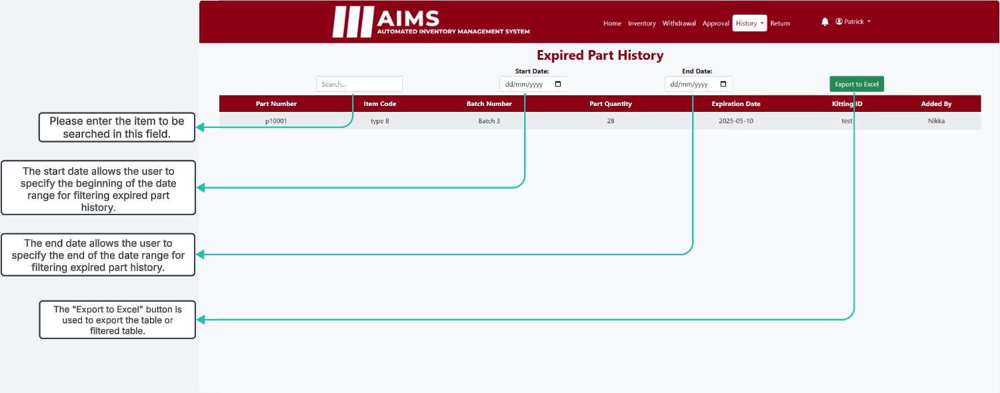 AIMS
AUTOMATED INVENTORY MANAGEMENT SYSTEM
Home Inventory Withdrawal Approval History Return Patrick
Expired Part History
Start Date: End Date:
Search... dd/mm/yyyy dd/mm/yyyy Export to Excel
Part Number Item Code Batch Number Part Quantity Expiration Date Kitting ID Added By
p10001 type B Batch 3 28 2025-05-10 test Nikka
Please enter the item to be
searched in this field.
The start date allows the user to
specify the beginning of the date
range for filtering expired part
history.
The end date allows the user to
specify the end of the date range for
filtering expired part history.
The "Export to Excel" button is
used to export the table or
filtered table.